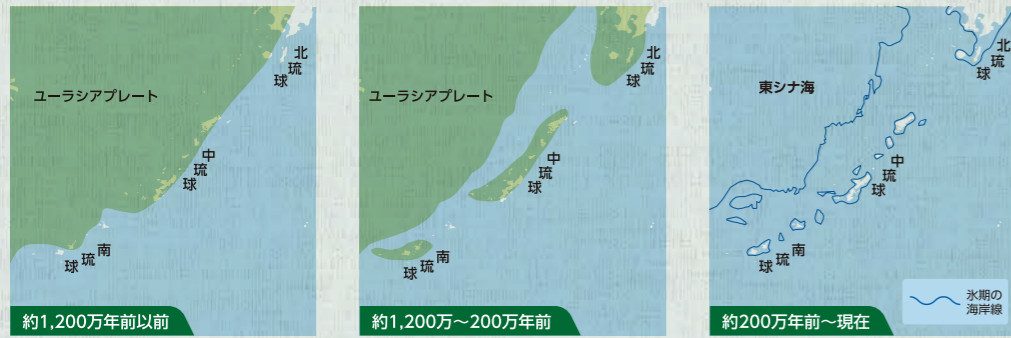 ユーラシアプレート
北琉球
中琉球
南琉球
約1,200万年前以前
ユーラシアプレート
北琉球
中琉球
南琉球
約1,200万〜200万年前
東シナ海
北琉球
中琉球
南琉球
氷期の
海岸線
約200万年前〜現在